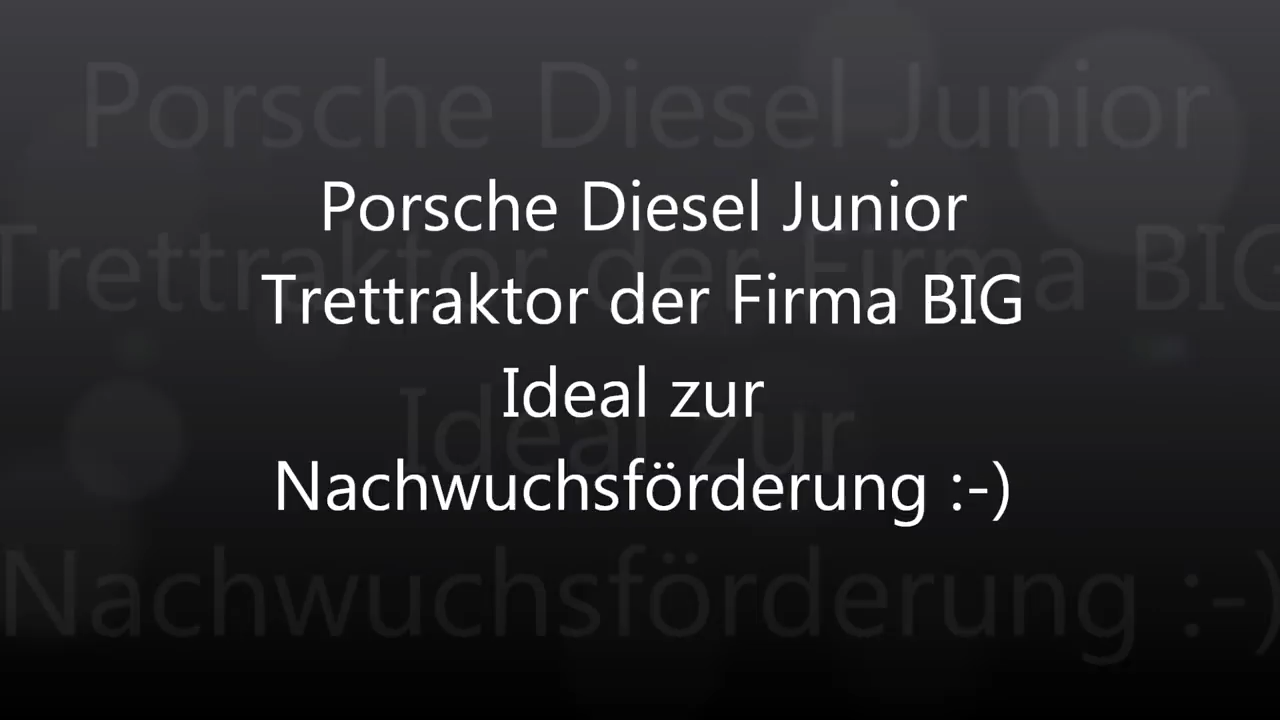 Porsche Diesel Junior
Trettraktor der Firma BIG
Ideal zur
Nachwuchsförderung :-)